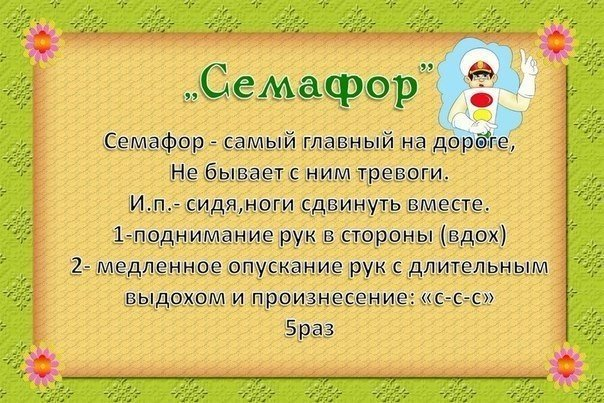 „Семафор”
Семафор - самый главный на дороге,
Не бывает с ним тревоги.
И.п.- сидя,ноги сдвинуть вместе.
1-поднимание рук в стороны (вдох)
2- медленное опускание рук с длительным
выдохом и произнесение: «с-с-с»
5раз